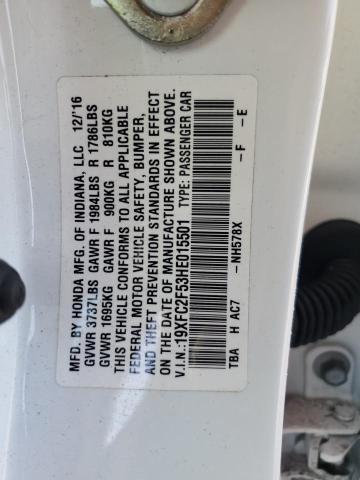 MFD. BY HONDA MFG. OF INDIANA, LLC 12/'16
GVWR 3737LBS GAWR F 1984LBS R 1786LBS
GVWR 1695KG GAWR F 900KG R 810KG
THIS VEHICLE CONFORMS TO ALL APPLICABLE
FEDERAL MOTOR VEHICLE SAFETY, BUMPER,
AND THEFT PREVENTION STANDARDS IN EFFECT
ON THE DATE OF MANUFACTURE SHOWN ABOVE.
V.I.N.:19XFC2F53HE015501 TYPE: PASSENGER CAR
TBA H AC7 -NH578X -F -E